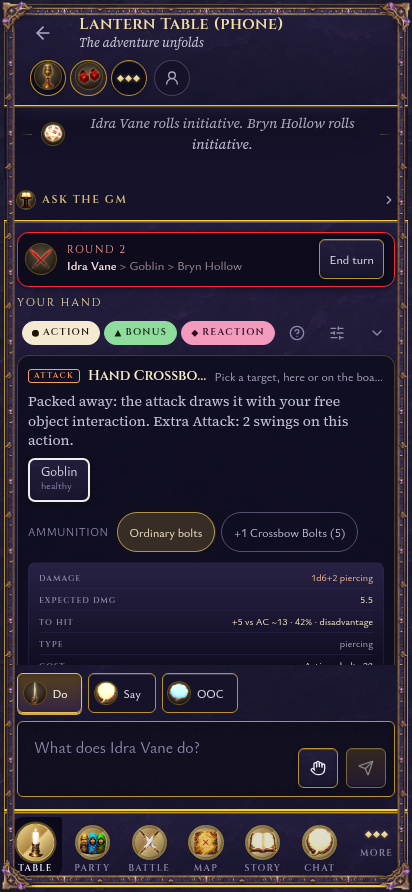 Lantern Table (phone)
The adventure unfolds
Idra Vane rolls initiative. Bryn Hollow rolls
initiative.
ASK THE GM
ROUND 2
Idra Vane > Goblin > Bryn Hollow
End turn
YOUR HAND
ACTION
BONUS
REACTION
ATTACK
Hand Crossbo...
Pick a target, here or on the boa...
Packed away: the attack draws it with your free
object interaction. Extra Attack: 2 swings on this
action.
Goblin
healthy
AMMUNITION
Ordinary bolts
+1 Crossbow Bolts (5)
DAMAGE
1d6+2 piercing
EXPECTED DMG
5.5
TO HIT
+5 vs AC ~13 · 42% · disadvantage
TYPE
piercing
Do
Say
OOC
What does Idra Vane do?
TABLE
PARTY
BATTLE
MAP
STORY
CHAT
MORE